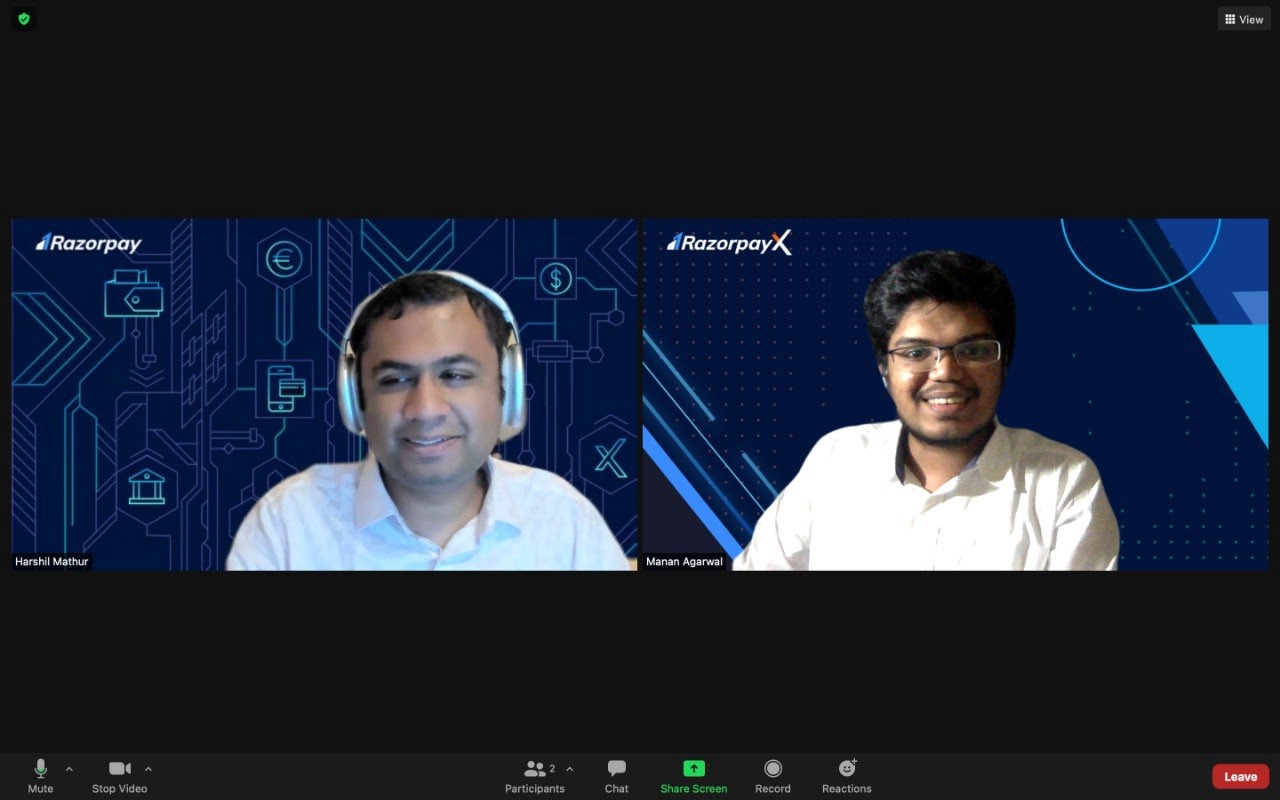 View
Razorpay
RazorpayX
€
$
X
Harshil Mathur
Manan Agarwal
Mute
Stop Video
2
Participants
Chat
Share Screen
Record
Reactions
Leave